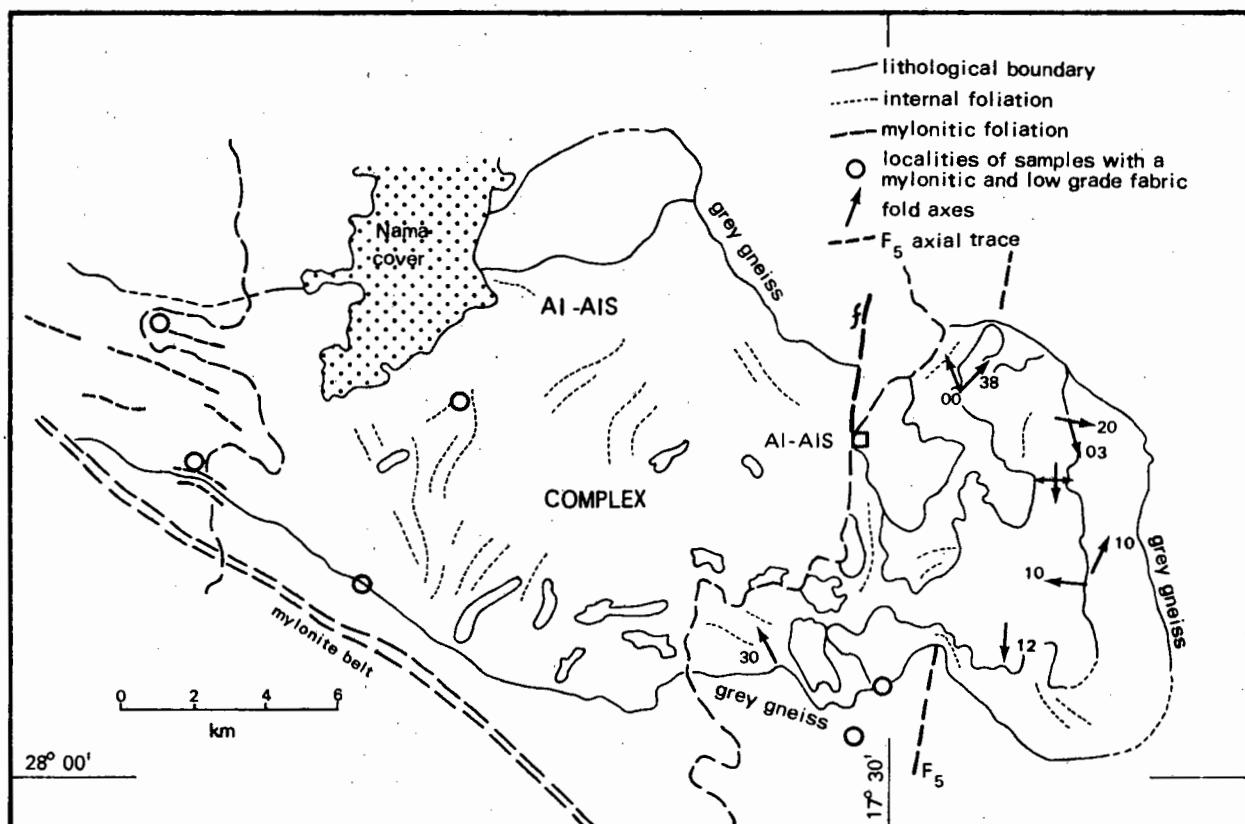 lithological boundary
internal foliation
mylonitic foliation
localities of samples with a
mylonitic and low grade fabric
fold axes
F5 axial trace
Nama
cover
grey gneiss
AI-AIS
COMPLEX
f
AI-AIS
00
38
20
03
10
10
12
30
grey gneiss
grey gneiss
mylonite belt
0 2 4 6
km
28° 00'
17° 30'
F5